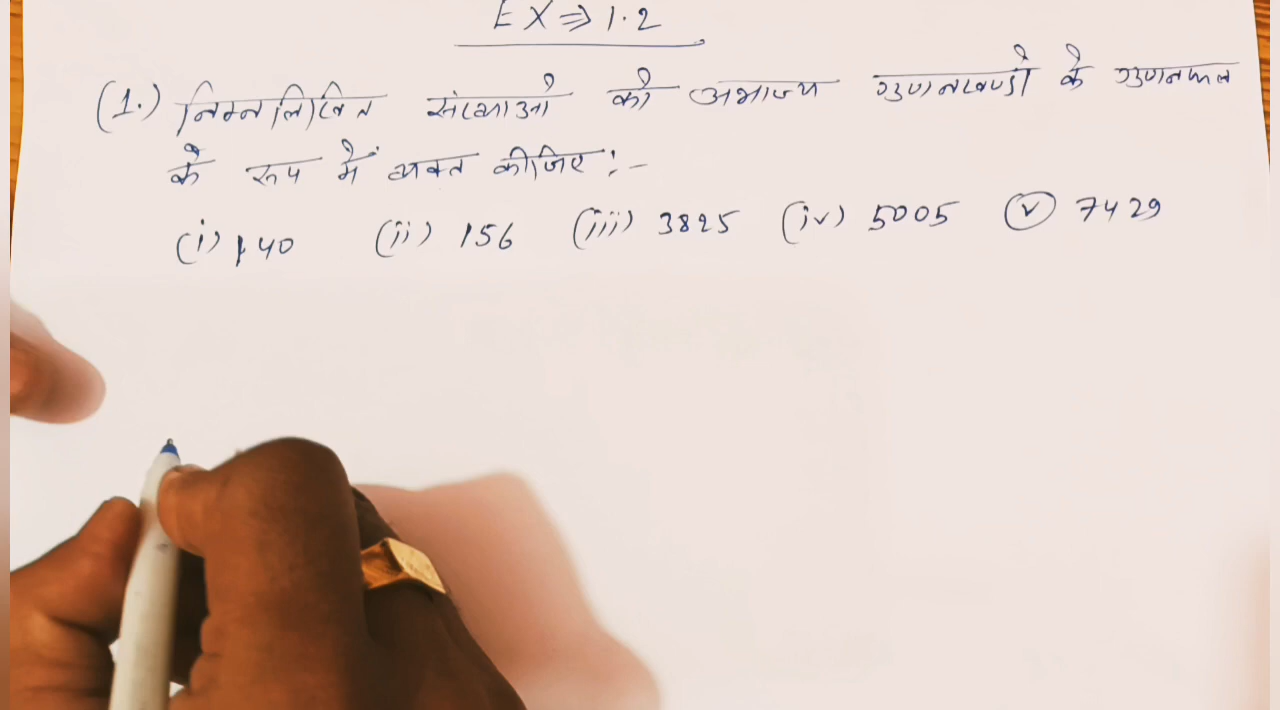 EX ⇒ 1.2
(1.) निम्नलिखित संख्याओ को अभाज्य गुणनखण्डो के गुणनफल
के रूप में व्यक्त कीजिए :-
(i) 140 (ii) 156 (iii) 3825 (iv) 5005 (v) 7429